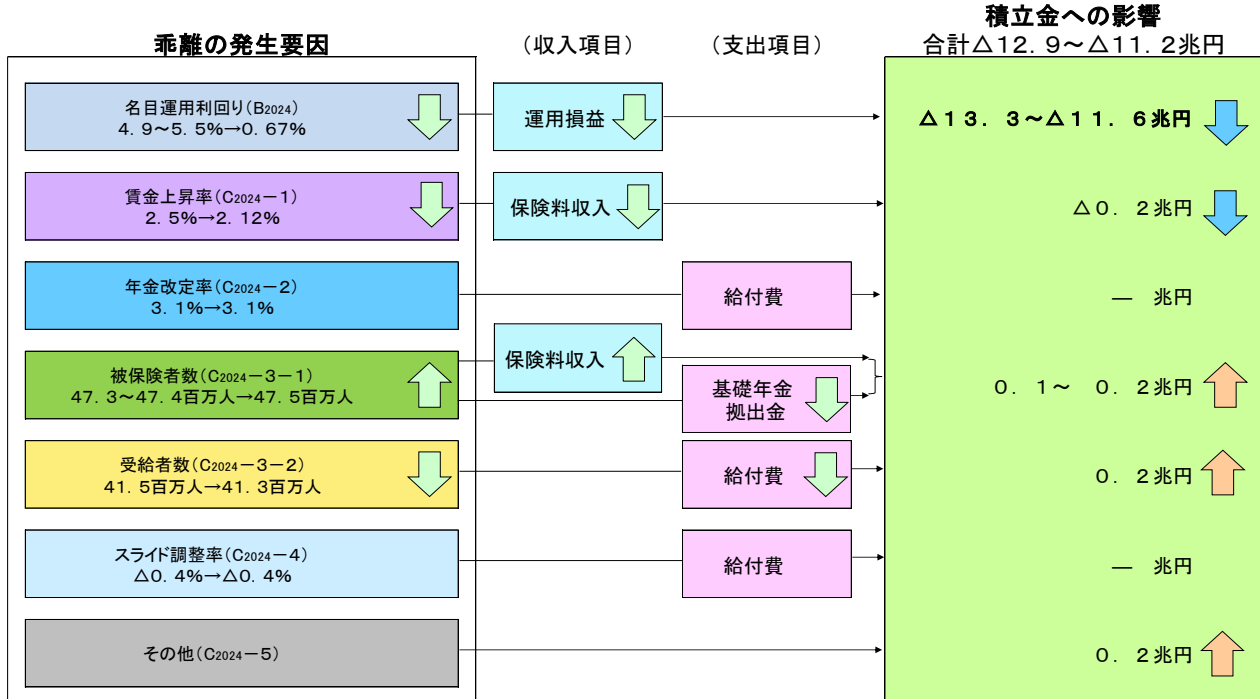 積立金への影響
乖離の発生要因
（収入項目）
（支出項目）
合計△１２．９～△１１．２兆円
名目運用利回り（B2024）
４．９～５．５％→０．６７％
運用損益
△１３．３～△１１．６兆円
賃金上昇率（C2024－１）
２．５％→２．１２％
保険料収入
△０．２兆円
年金改定率（C2024－２）
３．１％→３．１％
給付費
― 兆円
被保険者数（C2024－３－１）
４７．３～４７．４百万人→４７．５百万人
保険料収入
基礎年金
拠出金
０．１～ ０．２兆円
受給者数（C2024－３－２）
４１．５百万人→４１．３百万人
給付費
０．２兆円
スライド調整率（C2024－４）
△０．４％→△０．４％
給付費
― 兆円
その他（C2024－５）
０．２兆円